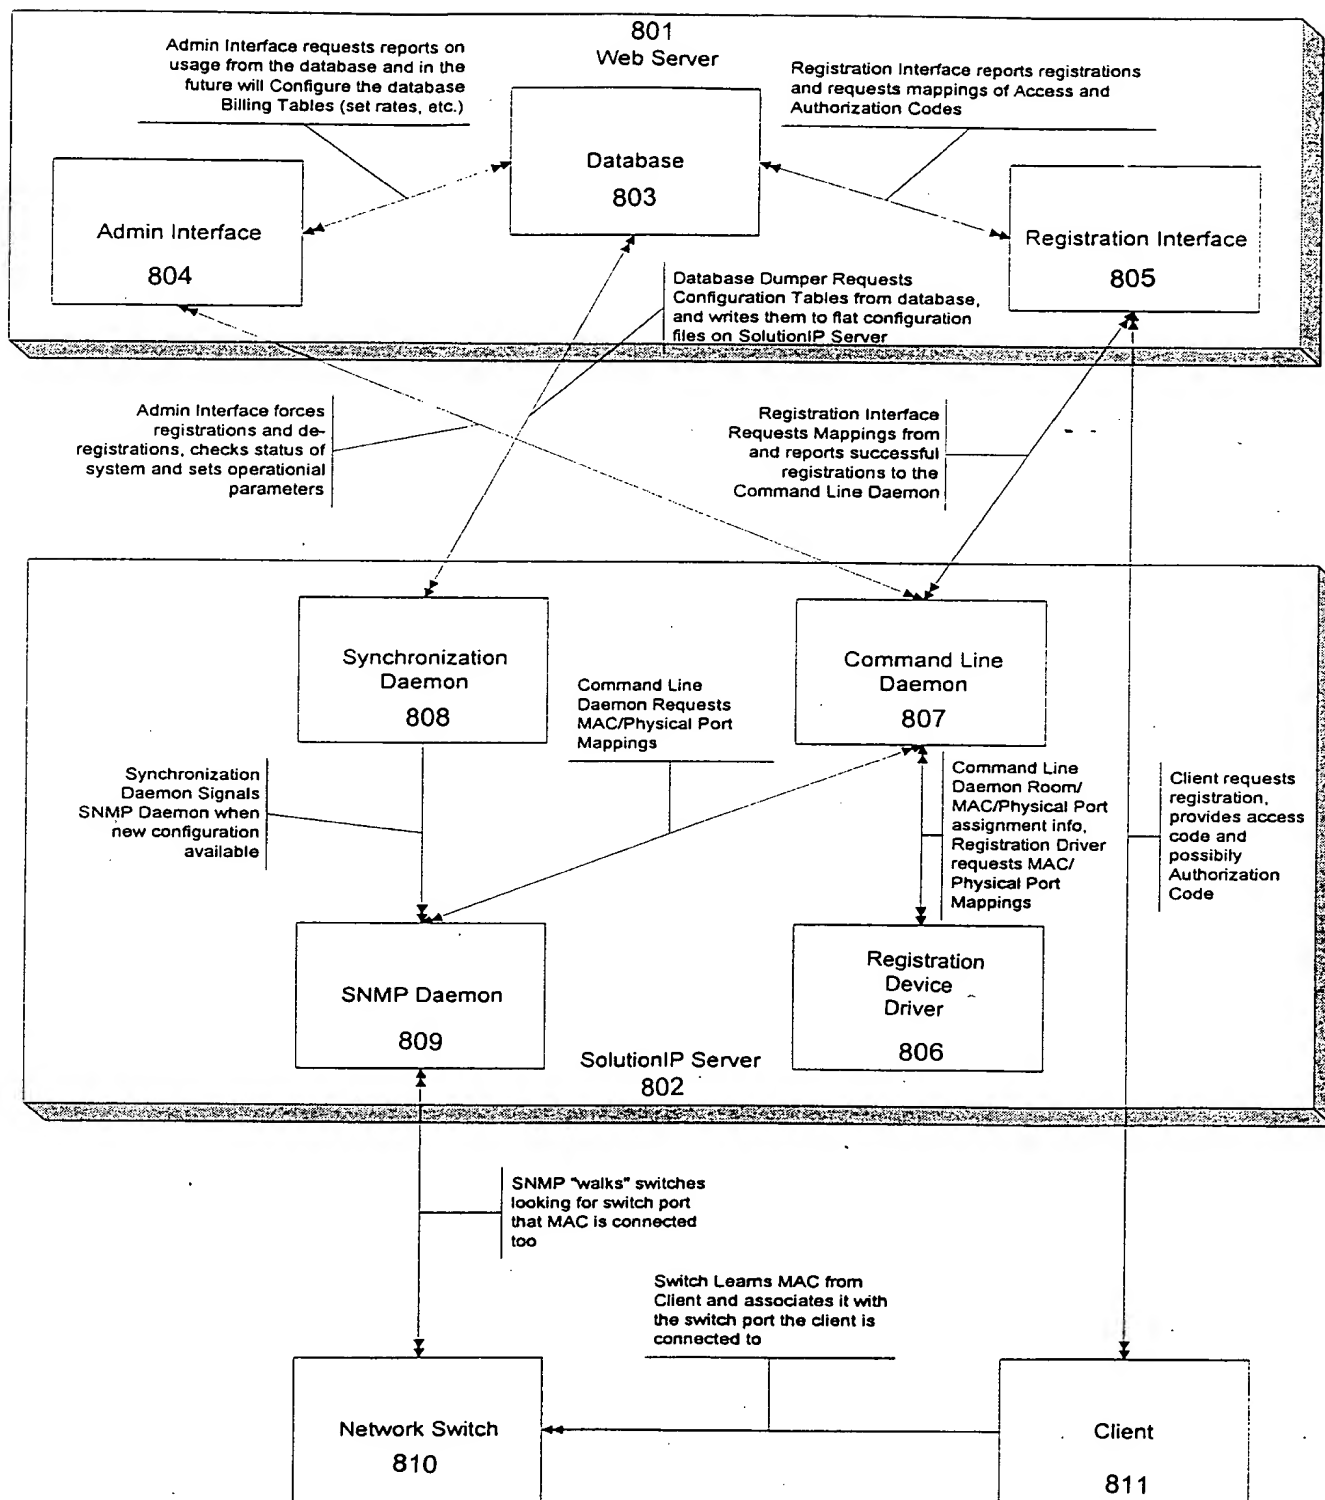 801
Web Server
Admin Interface requests reports on
usage from the database and in the
future will Configure the database
Billing Tables (set rates, etc.)
Registration Interface reports registrations
and requests mappings of Access and
Authorization Codes
Database
803
Admin Interface
804
Registration Interface
805
Database Dumper Requests
Configuration Tables from database,
and writes them to flat configuration
files on SolutionIP Server
Admin Interface forces
registrations and de-
registrations, checks status of
system and sets operationial
parameters
Registration Interface
Requests Mappings from
and reports successful
registrations to the
Command Line Daemon
Synchronization
Daemon
808
Command Line
Daemon Requests
MAC/Physical Port
Mappings
Command Line
Daemon
807
Synchronization
Daemon Signals
SNMP Daemon when
new configuration
available
Command Line
Daemon Room/
MAC/Physical Port
assignment info,
Registration Driver
requests MAC/
Physical Port
Mappings
Client requests
registration,
provides access
code and
possibily
Authorization
Code
SNMP Daemon
809
Registration
Device
Driver
806
SolutionIP Server
802
SNMP "walks" switches
looking for switch port
that MAC is connected
too
Switch Learns MAC from
Client and associates it with
the switch port the client is
connected to
Network Switch
810
Client
811